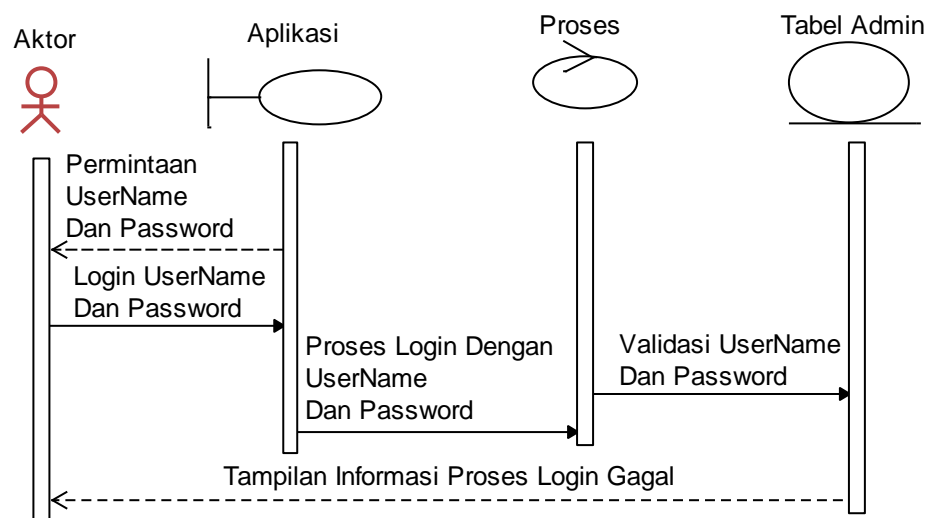 Aktor
Aplikasi
Proses
Tabel Admin
Permintaan
UserName
Dan Password
Login UserName
Dan Password
Proses Login Dengan
UserName
Dan Password
Validasi UserName
Dan Password
Tampilan Informasi Proses Login Gagal